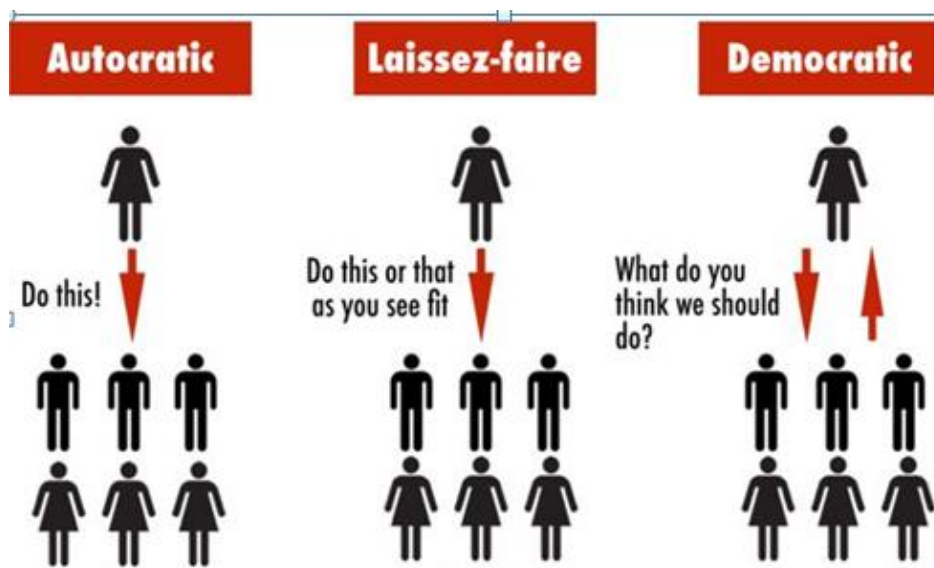 Autocratic
Laissez-faire
Democratic
Do this!
Do this or that
as you see fit
What do you
think we should
do?